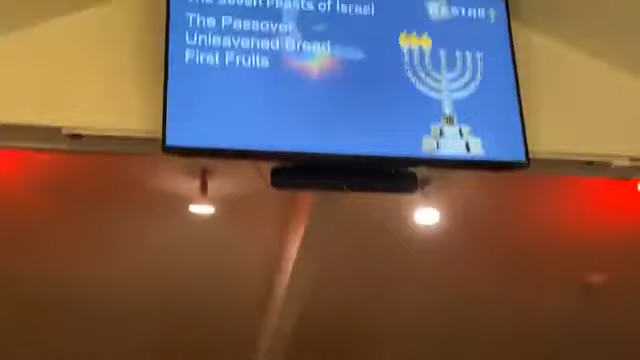 The Seven Feasts of Israel
The Passover
Unleavened Bread
First Fruits